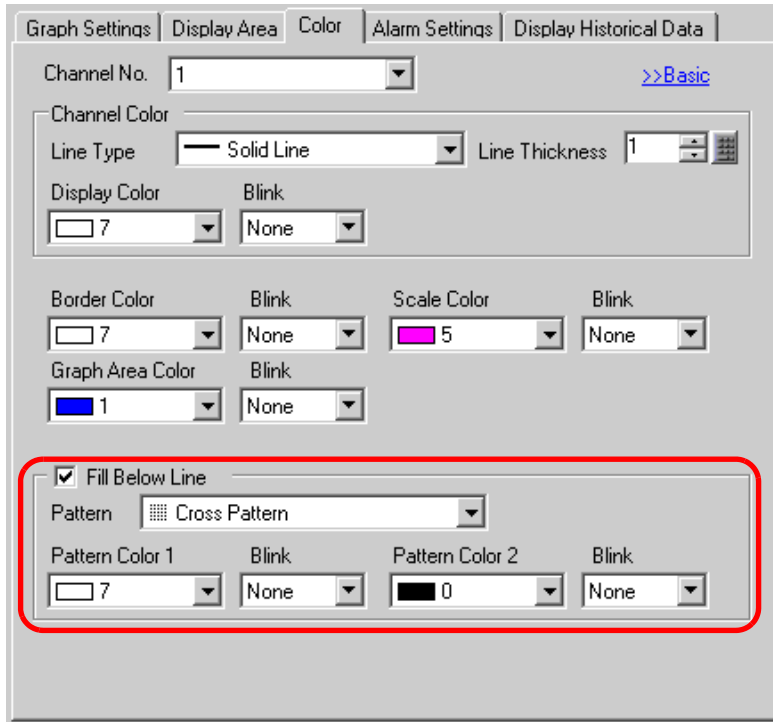 Graph Settings Display Area Color Alarm Settings Display Historical Data
Channel No. 1 >>Basic
Channel Color
Line Type Solid Line Line Thickness 1
Display Color Blink
7 None
Border Color Blink Scale Color Blink
7 None 5 None
Graph Area Color Blink
1 None
Fill Below Line
Pattern Cross Pattern
Pattern Color 1 Blink Pattern Color 2 Blink
7 None 0 None